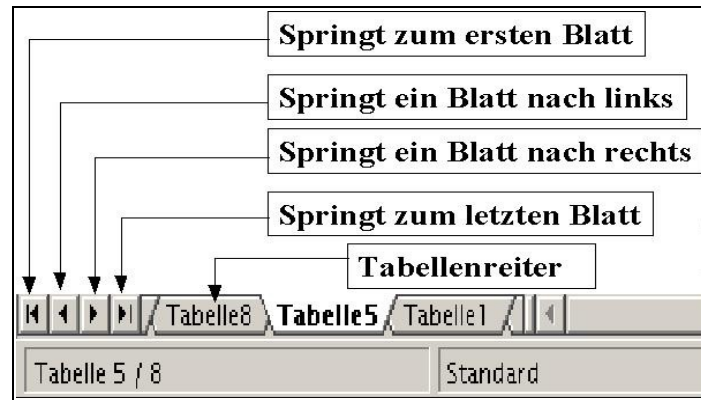 Springt zum ersten Blatt
Springt ein Blatt nach links
Springt ein Blatt nach rechts
Springt zum letzten Blatt
Tabellenreiter
Tabelle8 Tabelle5 Tabelle1
Tabelle 5 / 8 Standard